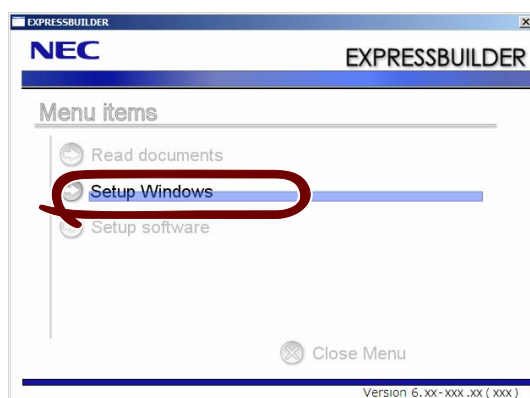 EXPRESSBUILDER
NEC
EXPRESSBUILDER
Menu items
Read documents
Setup Windows
Setup software
Close Menu
Version 6.xx-xxx.xx (xxx)